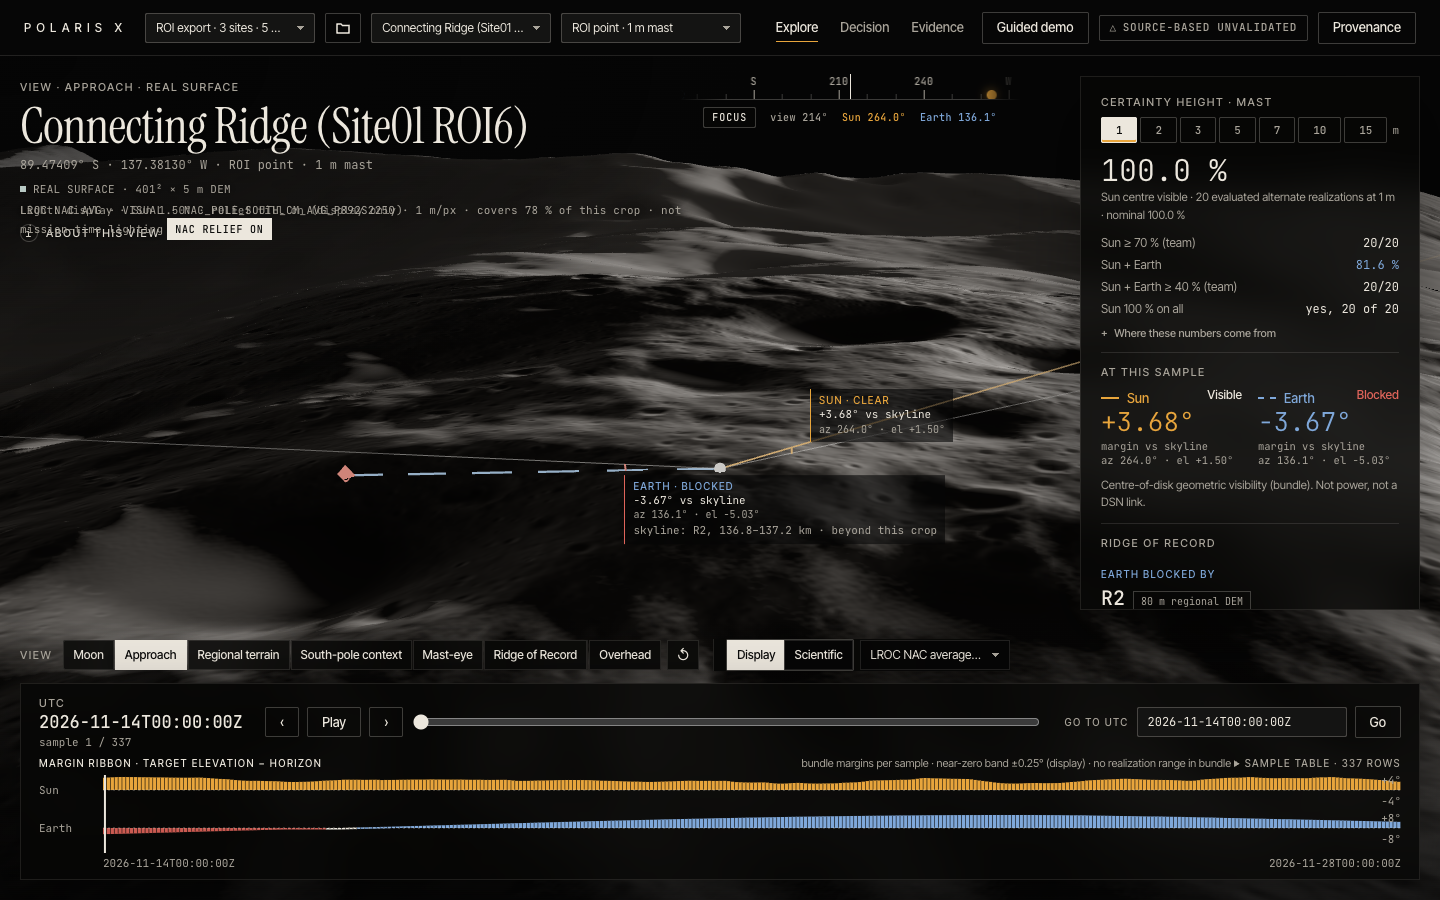 POLARIS X
ROI export · 3 sites · 5 ...
Connecting Ridge (Site01 ...
ROI point · 1 m mast
Explore
Decision
Evidence
Guided demo
△ SOURCE-BASED UNVALIDATED
Provenance
VIEW · APPROACH · REAL SURFACE
Connecting Ridge (Site01 ROI6)
89.47409° S · 137.38130° W · ROI point · 1 m mast
REAL SURFACE · 401² × 5 m DEM
· 1 m/px · covers 78 % of this crop · not
ABOUT THIS VIEW
NAC RELIEF ON
S 210 240 W
FOCUS view 214° Sun 264.0° Earth 136.1°
SUN · CLEAR
+3.68° vs skyline
az 264.0° · el +1.50°
EARTH · BLOCKED
-3.67° vs skyline
az 136.1° · el -5.03°
skyline: R2, 136.8–137.2 km · beyond this crop
CERTAINTY HEIGHT · MAST
1 2 3 5 7 10 15 m
100.0 %
Sun centre visible · 20 evaluated alternate realizations at 1 m
· nominal 100.0 %
Sun ≥ 70 % (team) 20/20
Sun + Earth 81.6 %
Sun + Earth ≥ 40 % (team) 20/20
Sun 100 % on all yes, 20 of 20
+ Where these numbers come from
AT THIS SAMPLE
Sun Visible Earth Blocked
+3.68° -3.67°
margin vs skyline margin vs skyline
az 264.0° · el +1.50° az 136.1° · el -5.03°
Centre-of-disk geometric visibility (bundle). Not power, not a
DSN link.
RIDGE OF RECORD
EARTH BLOCKED BY
R2 80 m regional DEM
VIEW
Moon
Approach
Regional terrain
South-pole context
Mast-eye
Ridge of Record
Overhead
Display
Scientific
LROC NAC average...
UTC
2026-11-14T00:00:00Z
sample 1 / 337
‹ Play ›
GO TO UTC 2026-11-14T00:00:00Z Go
MARGIN RIBBON · TARGET ELEVATION − HORIZON
bundle margins per sample · near-zero band ±0.25° (display) · no realization range in bundle
▶ SAMPLE TABLE · 337 ROWS
Sun
-4°
Earth
+8°
-8°
2026-11-14T00:00:00Z
2026-11-28T00:00:00Z